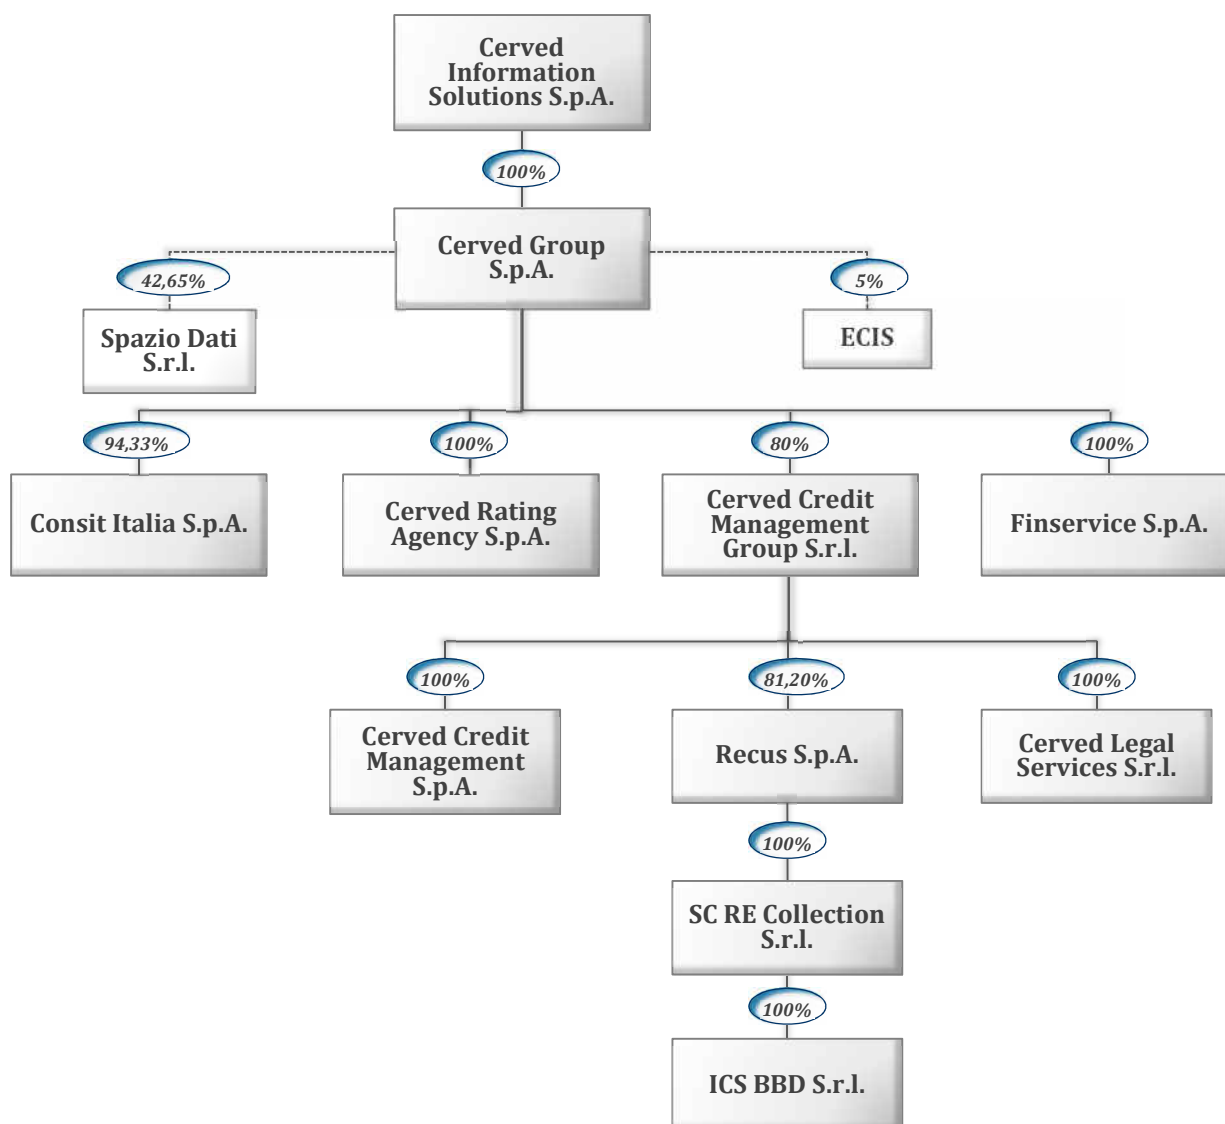 Cerved
Information
Solutions S.p.A.
100%
Cerved Group
S.p.A.
42,65%
5%
Spazio Dati
S.r.l.
ECIS
94,33%
100%
80%
100%
Consit Italia S.p.A.
Cerved Rating
Agency S.p.A.
Cerved Credit
Management
Group S.r.l.
Finservice S.p.A.
100%
81,20%
100%
Cerved Credit
Management
S.p.A.
Recus S.p.A.
Cerved Legal
Services S.r.l.
100%
SC RE Collection
S.r.l.
100%
ICS BBD S.r.l.